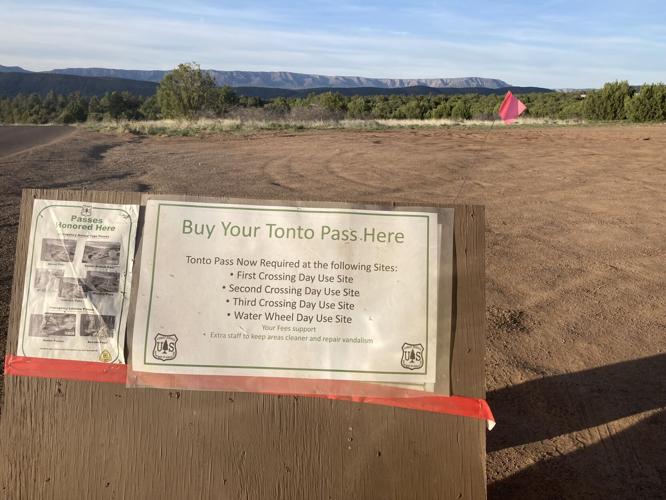 Passes
Honored Here
Buy Your Tonto Pass Here
Tonto Pass Now Required at the following Sites:
• First Crossing Day Use Site
• Second Crossing Day Use Site
• Third Crossing Day Use Site
• Water Wheel Day Use Site
Your Fees support
• Extra staff to keep areas cleaner and repair vandalism
U S
U S